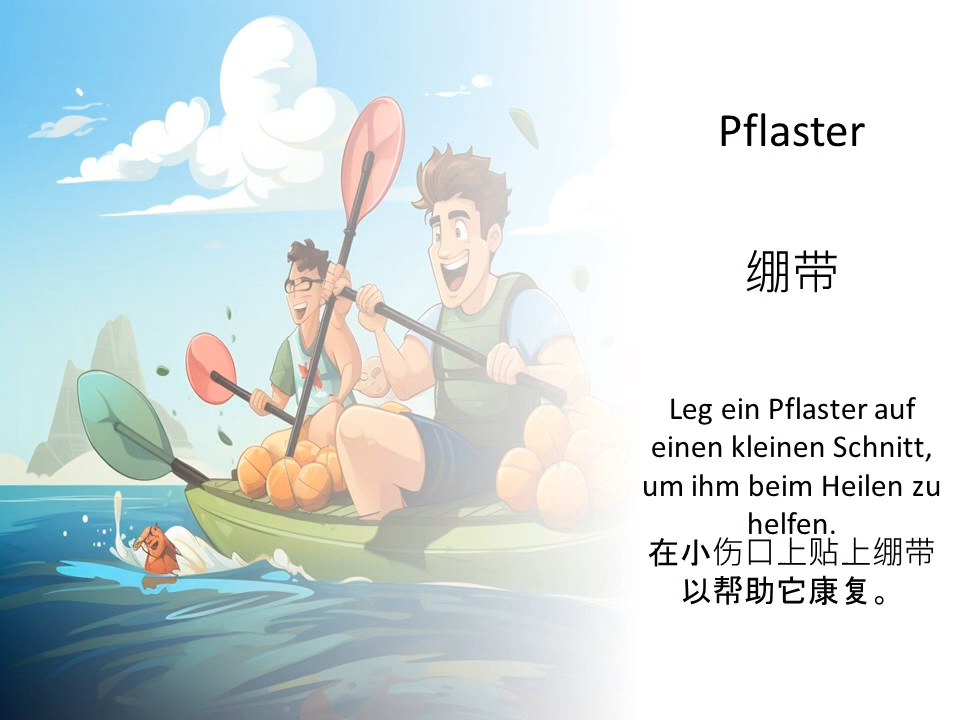 Pflaster
绷带
Leg ein Pflaster auf
einen kleinen Schnitt,
um ihm beim Heilen zu
helfen.
在小伤口上贴上绷带
以帮助它康复。